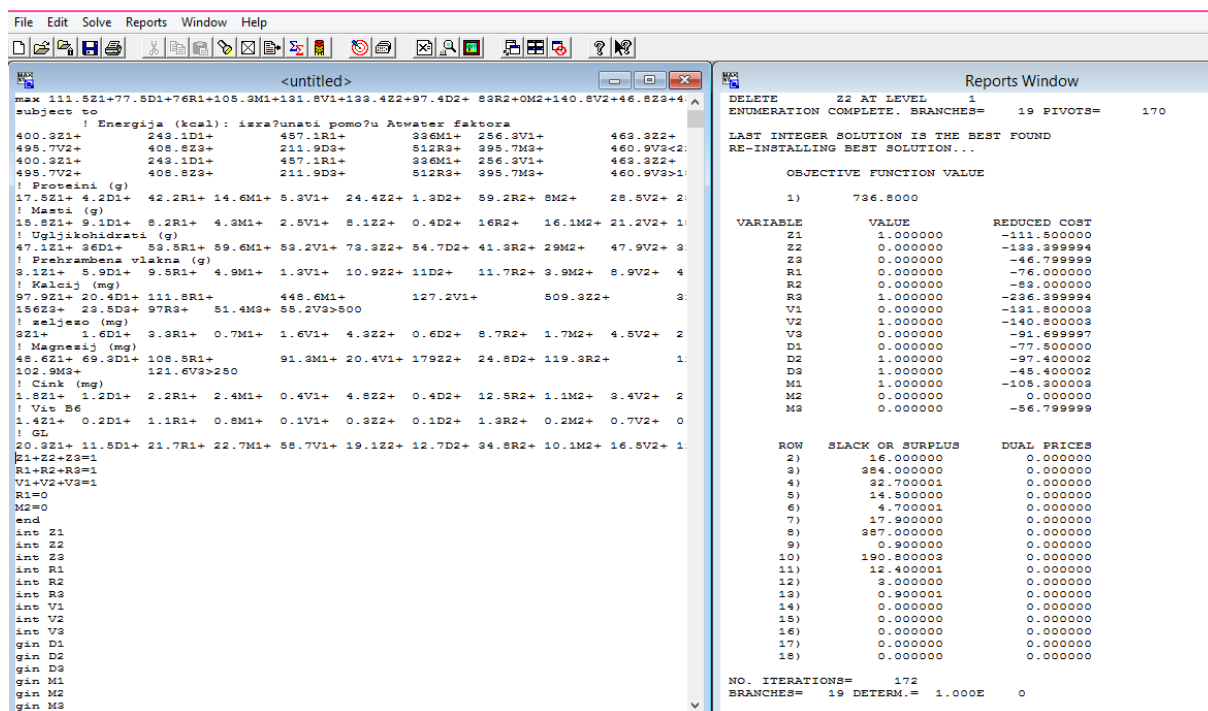 File Edit Solve Reports Window Help
<untitled>
max 111.5Z1+77.5D1+76R1+105.3M1+131.8V1+133.4Z2+97.4D2+ 83R2+0M2+140.8V2+46.8Z3+4
subject to
! Energija (kcal): izra?unati pomo?u Atwater faktora
400.3Z1+ 243.1D1+ 457.1R1+ 336M1+ 256.3V1+ 463.3Z2+
495.7V2+ 408.8Z3+ 211.9D3+ 512R3+ 395.7M3+ 460.9V3<2
400.3Z1+ 243.1D1+ 457.1R1+ 336M1+ 256.3V1+ 463.3Z2+
495.7V2+ 408.8Z3+ 211.9D3+ 512R3+ 395.7M3+ 460.9V3>1
! Proteini (g)
17.5Z1+ 4.2D1+ 42.2R1+ 14.6M1+ 5.3V1+ 24.4Z2+ 1.3D2+ 59.2R2+ 8M2+ 28.5V2+ 2
! Masti (g)
15.8Z1+ 9.1D1+ 8.2R1+ 4.3M1+ 2.5V1+ 8.1Z2+ 0.4D2+ 16R2+ 16.1M2+ 21.2V2+ 1
! Ugljikohidrati (g)
47.1Z1+ 36D1+ 53.5R1+ 59.6M1+ 53.2V1+ 73.3Z2+ 54.7D2+ 41.3R2+ 29M2+ 47.9V2+ 3
! Prehrambena vlakna (g)
3.1Z1+ 5.9D1+ 9.5R1+ 4.9M1+ 1.3V1+ 10.9Z2+ 11D2+ 11.7R2+ 3.9M2+ 8.9V2+ 4
! Kalcij (mg)
97.9Z1+ 20.4D1+ 111.8R1+ 448.6M1+ 127.2V1+ 509.3Z2+ 3
156Z3+ 23.5D3+ 97R3+ 51.4M3+ 55.2V3>500
! zeljezo (mg)
3Z1+ 1.6D1+ 3.3R1+ 0.7M1+ 1.6V1+ 4.3Z2+ 0.6D2+ 8.7R2+ 1.7M2+ 4.5V2+ 2
! Magnezij (mg)
48.6Z1+ 69.3D1+ 108.5R1+ 91.3M1+ 20.4V1+ 179Z2+ 24.8D2+ 119.3R2+ 1
102.9M3+ 121.6V3>250
! Cink (mg)
1.8Z1+ 1.2D1+ 2.2R1+ 2.4M1+ 0.4V1+ 4.8Z2+ 0.4D2+ 12.5R2+ 1.1M2+ 3.4V2+ 2
! Vit B6
1.4Z1+ 0.2D1+ 1.1R1+ 0.8M1+ 0.1V1+ 0.3Z2+ 0.1D2+ 1.3R2+ 0.2M2+ 0.7V2+ 0
! GL
20.3Z1+ 11.5D1+ 21.7R1+ 22.7M1+ 58.7V1+ 19.1Z2+ 12.7D2+ 34.8R2+ 10.1M2+ 16.5V2+ 1
Z1+Z2+Z3=1
R1+R2+R3=1
V1+V2+V3=1
R1=0
M2=0
end
int Z1
int Z2
int Z3
int R1
int R2
int R3
int V1
int V2
int V3
gin D1
gin D2
gin D3
gin M1
gin M2
gin M3
Reports Window
DELETE Z2 AT LEVEL 1
ENUMERATION COMPLETE. BRANCHES= 19 PIVOTS= 170
LAST INTEGER SOLUTION IS THE BEST FOUND
RE-INSTALLING BEST SOLUTION...
OBJECTIVE FUNCTION VALUE
1) 736.8000
VARIABLE VALUE REDUCED COST
Z1 1.000000 -111.500000
Z2 0.000000 -133.399994
Z3 0.000000 -46.799999
R1 0.000000 -76.000000
R2 0.000000 -83.000000
R3 1.000000 -236.399994
V1 0.000000 -131.800003
V2 1.000000 -140.800003
V3 0.000000 -91.699997
D1 0.000000 -77.500000
D2 1.000000 -97.400002
D3 1.000000 -45.400002
M1 1.000000 -105.300003
M2 0.000000 0.000000
M3 0.000000 -56.799999
ROW SLACK OR SURPLUS DUAL PRICES
2) 16.000000 0.000000
3) 384.000000 0.000000
4) 32.700001 0.000000
5) 14.500000 0.000000
6) 4.700001 0.000000
7) 17.900000 0.000000
8) 387.000000 0.000000
9) 0.900000 0.000000
10) 190.800003 0.000000
11) 12.400001 0.000000
12) 3.000000 0.000000
13) 0.900001 0.000000
14) 0.000000 0.000000
15) 0.000000 0.000000
16) 0.000000 0.000000
17) 0.000000 0.000000
18) 0.000000 0.000000
NO. ITERATIONS= 172
BRANCHES= 19 DETERM.= 1.000E 0